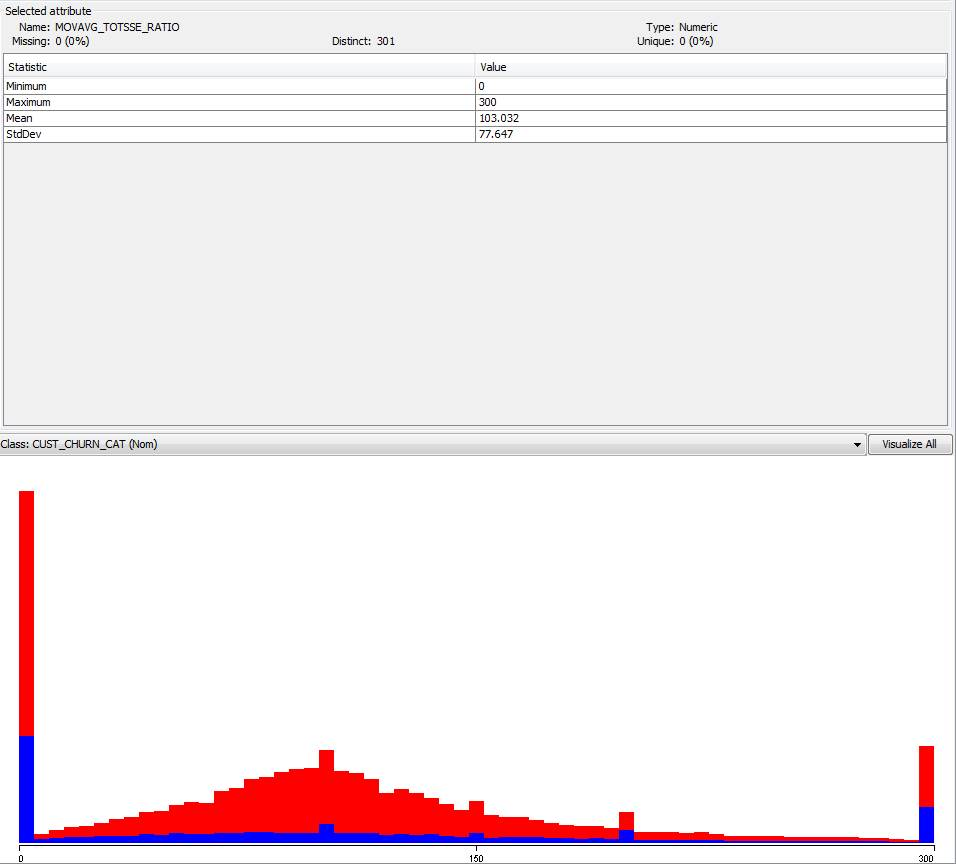 Selected attribute
Name: MOVAVG_TOTSSE_RATIO Type: Numeric
Missing: 0 (0%) Distinct: 301 Unique: 0 (0%)
Statistic Value
Minimum 0
Maximum 300
Mean 103.032
StdDev 77.647
Class: CUST_CHURN_CAT (Nom) Visualize All
0 150 300